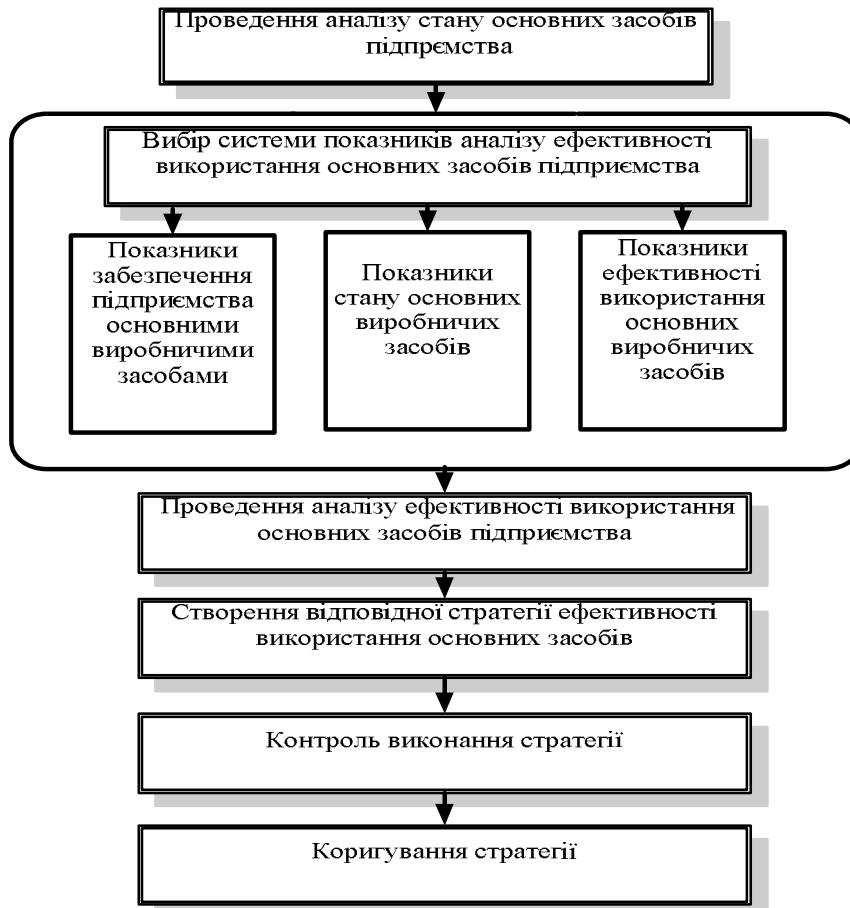 Проведення аналізу стану основних засобів
підпрємства
Вибір системи показників аналізу ефективності
використання основних засобів підприємства
Показники
забезпечення
підприємства
основними
виробничими
засобами
Показники
стану основних
виробничих
засобів
Показники
ефективності
використання
основних
виробничих
засобів
Проведення аналізу ефективності використання
основних засобів підприємства
Створення відповідної стратегії ефективності
використання основних засобів
Контроль виконання стратегії
Коригування стратегії